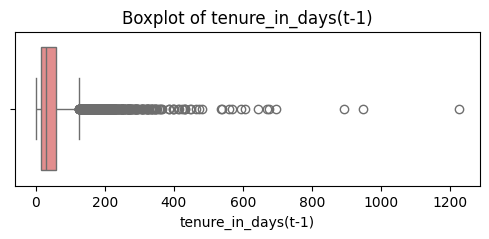 Boxplot of tenure_in_days(t-1)
0 200 400 600 800 1000 1200
tenure_in_days(t-1)